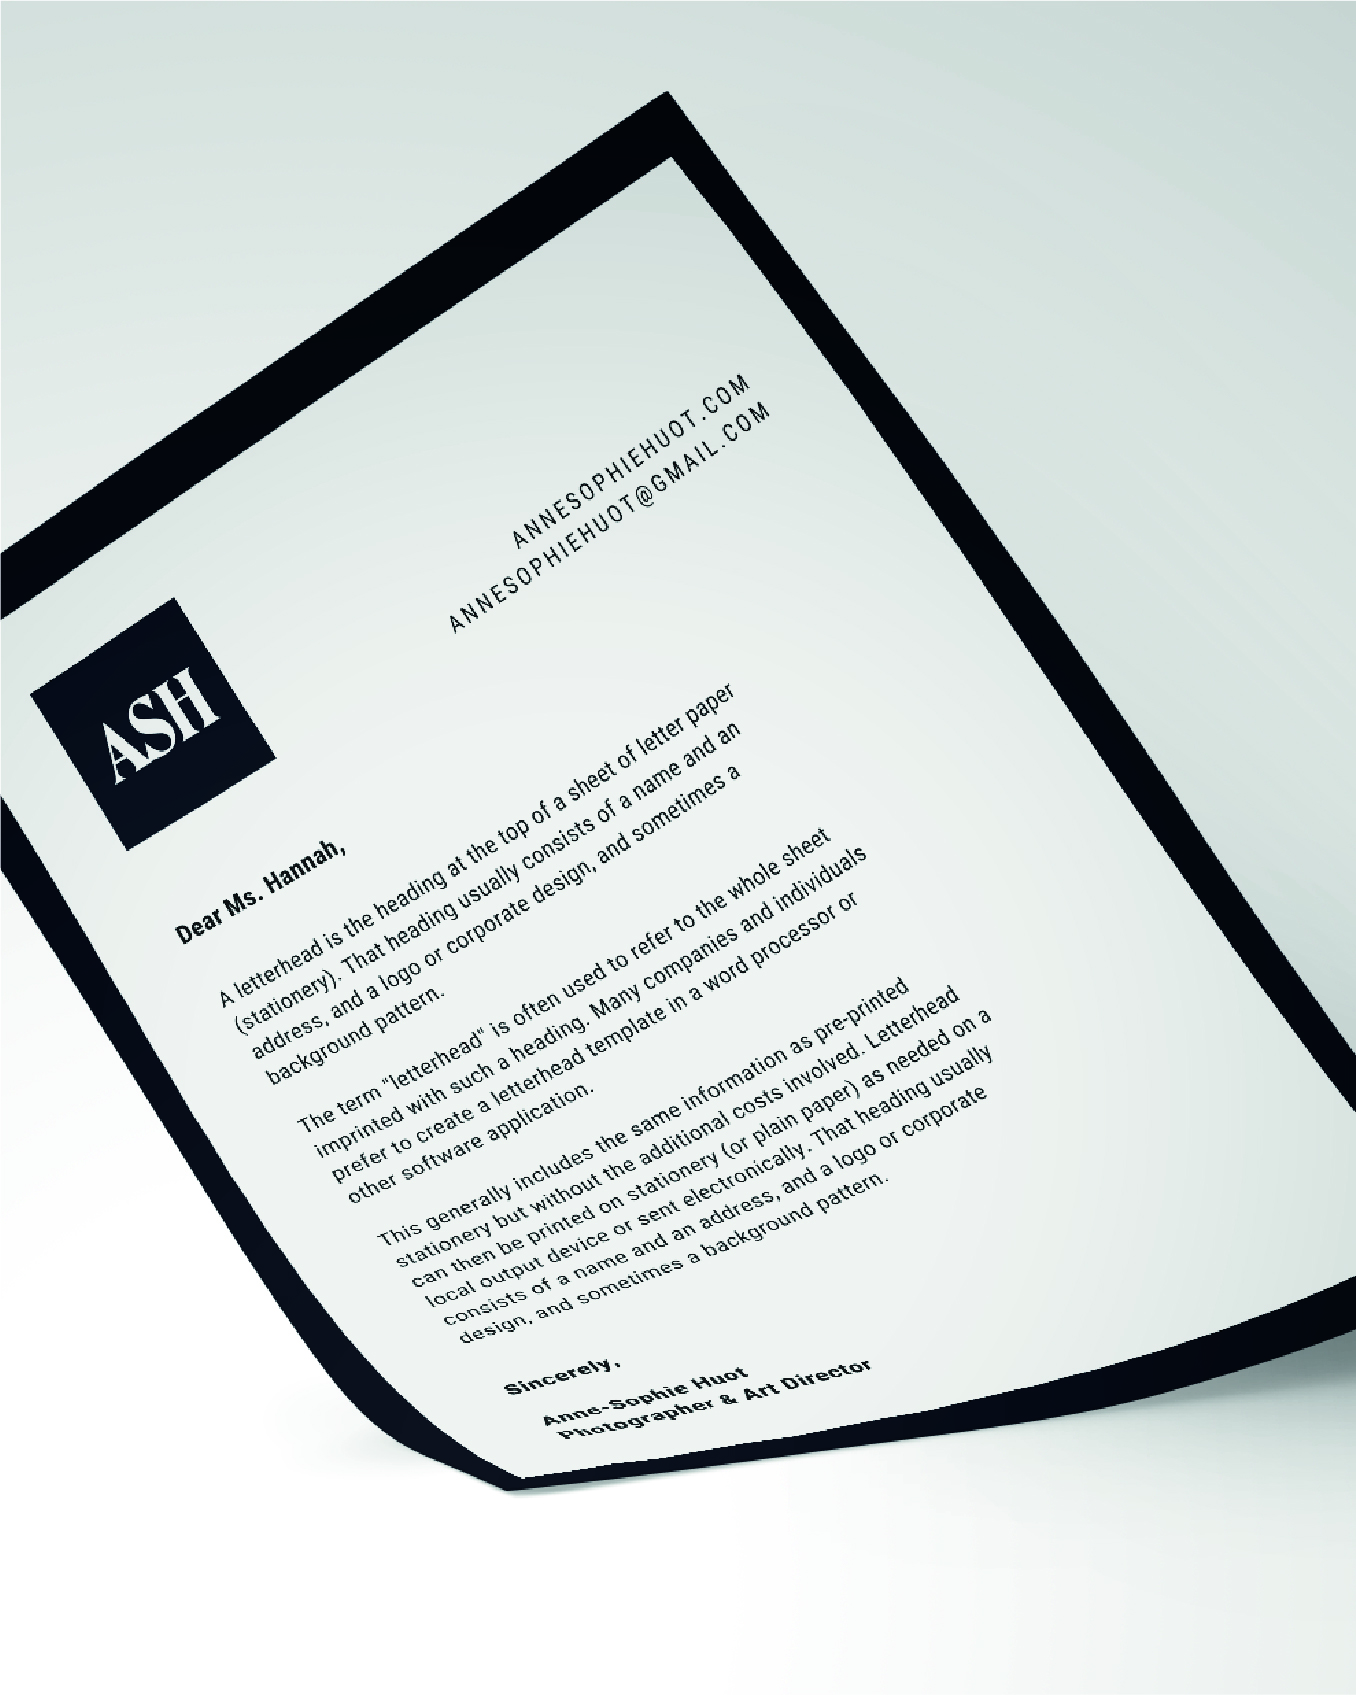 ANNESOPHIEHUOT.COM
ANNESOPHIEHUOT@GMAIL.COM
ASH
Dear Ms. Hannah,
A letterhead is the heading at the top of a sheet of letter paper
(stationery). That heading usually consists of a name and an
address, and a logo or corporate design, and sometimes a
background pattern.
The term "letterhead" is often used to refer to the whole sheet
imprinted with such a heading. Many companies and individuals
prefer to create a letterhead template in a word processor or
other software application.
This generally includes the same information as pre-printed
stationery but without the additional costs involved. Letterhead
can then be printed on stationery (or plain paper) as needed on a
local output device or sent electronically. That heading usually
consists of a name and an address, and a logo or corporate
design, and sometimes a background pattern.
Sincerely,
Anne-Sophie Huot
Photographer & Art Director